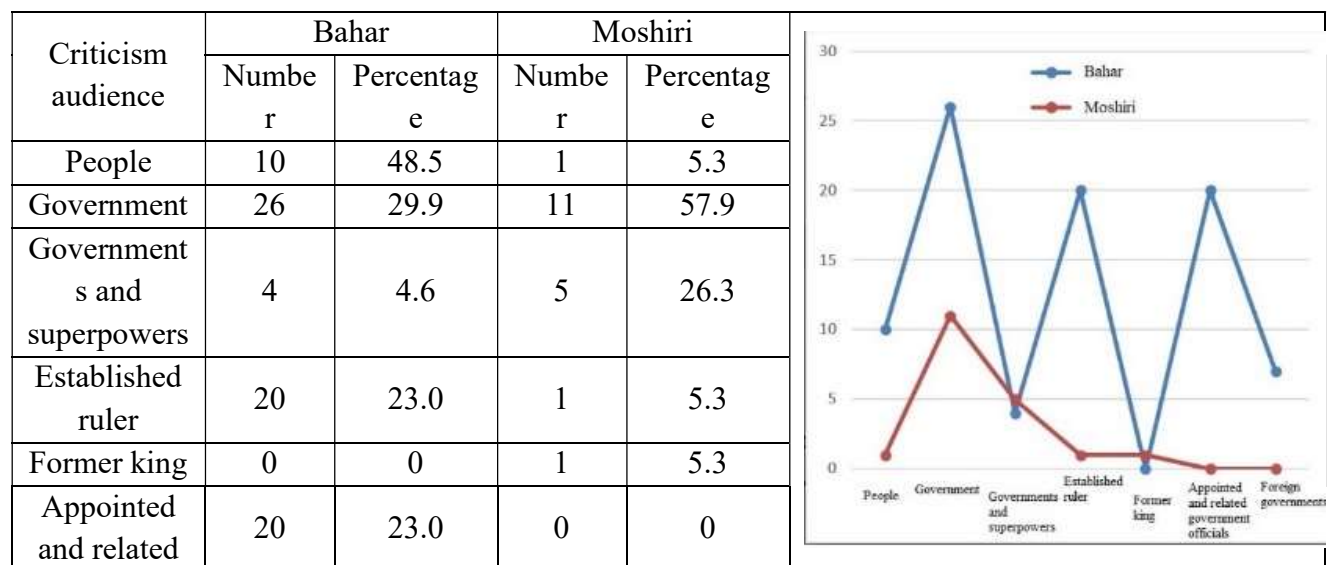 Criticism audience
Bahar
Moshiri
Numbe
r
Percentag
e
Numbe
r
Percentag
e
People 10 48.5 1 5.3
Government 26 29.9 11 57.9
Government
s and
superpowers
4 4.6 5 26.3
Established
ruler
20 23.0 1 5.3
Former king 0 0 1 5.3
Appointed
and related
20 23.0 0 0
30
25
20
15
10
5
0
Bahar
Moshiri
People
Government
Governments
and
superpowers
Established
ruler
Former
king
Appointed
and related
government
officials
Foreign
governments